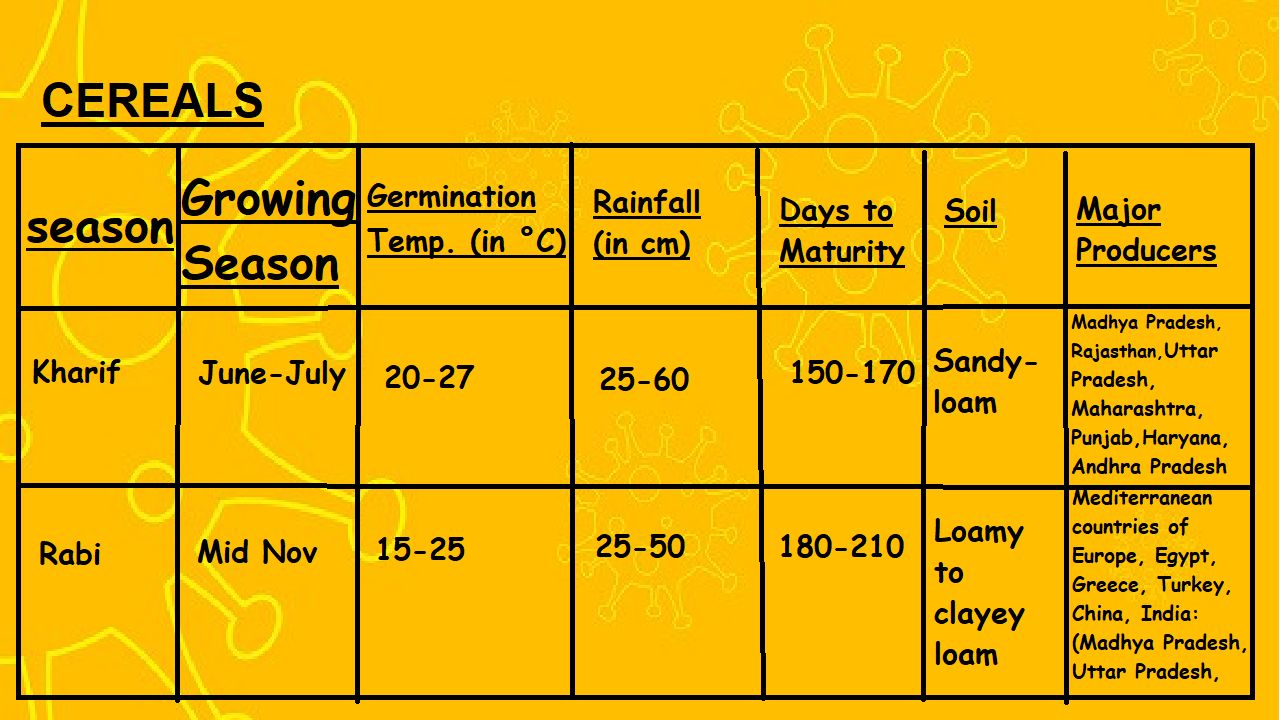 CEREALS
season
Growing
Season
Germination
Temp. (in °C)
Rainfall
(in cm)
Days to
Maturity
Soil
Major
Producers
Kharif
June-July
20-27
25-60
150-170
Sandy-
loam
Madhya Pradesh,
Rajasthan,Uttar
Pradesh,
Maharashtra,
Punjab,Haryana,
Andhra Pradesh
Rabi
Mid Nov
15-25
25-50
180-210
Loamy
to
clayey
loam
Mediterranean
countries of
Europe, Egypt,
Greece, Turkey,
China, India:
(Madhya Pradesh,
Uttar Pradesh,